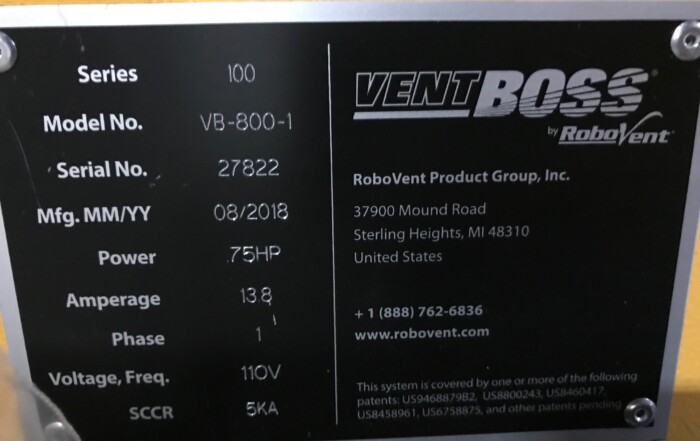 Series 100
Model No. VB-800-1
Serial No. 27822
Mfg. MM/YY 08/2018
Power .75HP
Amperage 13.8
Phase 1
Voltage, Freq. 110V
SCCR 5KA
VENTBOSS®
by RoboVent®
RoboVent Product Group, Inc.
37900 Mound Road
Sterling Heights, MI 48310
United States
+ 1 (888) 762-6836
www.robovent.com
This system is covered by one or more of the following
patents: US9468879B2, US8800243, US8460417,
US8458961, US6758875, and other patents pending